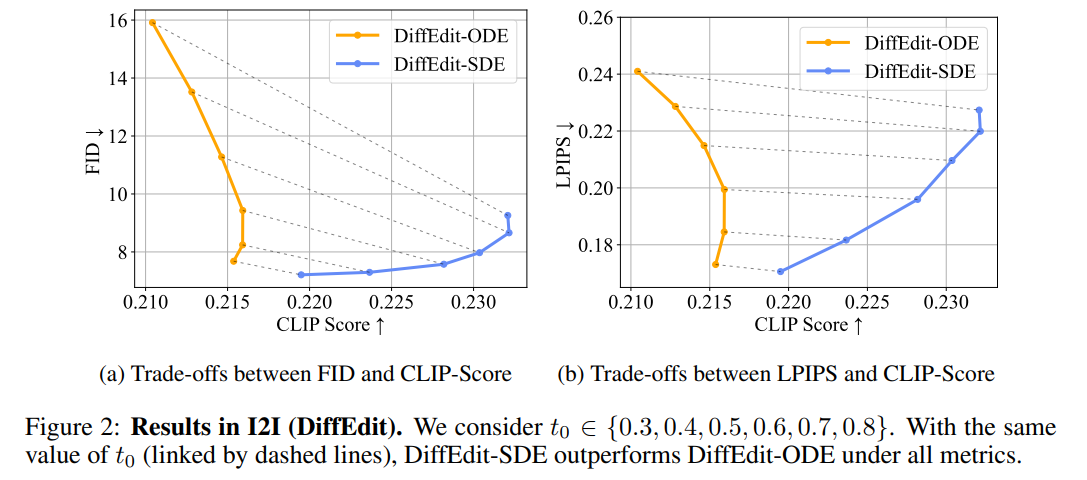 16
14
12
10
8
FID ↓
DiffEdit-ODE
DiffEdit-SDE
0.210 0.215 0.220 0.225 0.230
CLIP Score ↑
0.26
0.24
0.22
0.20
0.18
LPIPS ↓
DiffEdit-ODE
DiffEdit-SDE
0.210 0.215 0.220 0.225 0.230
CLIP Score ↑
(a) Trade-offs between FID and CLIP-Score
(b) Trade-offs between LPIPS and CLIP-Score
Figure 2: Results in I2I (DiffEdit). We consider t₀ ∈ {0.3, 0.4, 0.5, 0.6, 0.7, 0.8}. With the same
value of t₀ (linked by dashed lines), DiffEdit-SDE outperforms DiffEdit-ODE under all metrics.